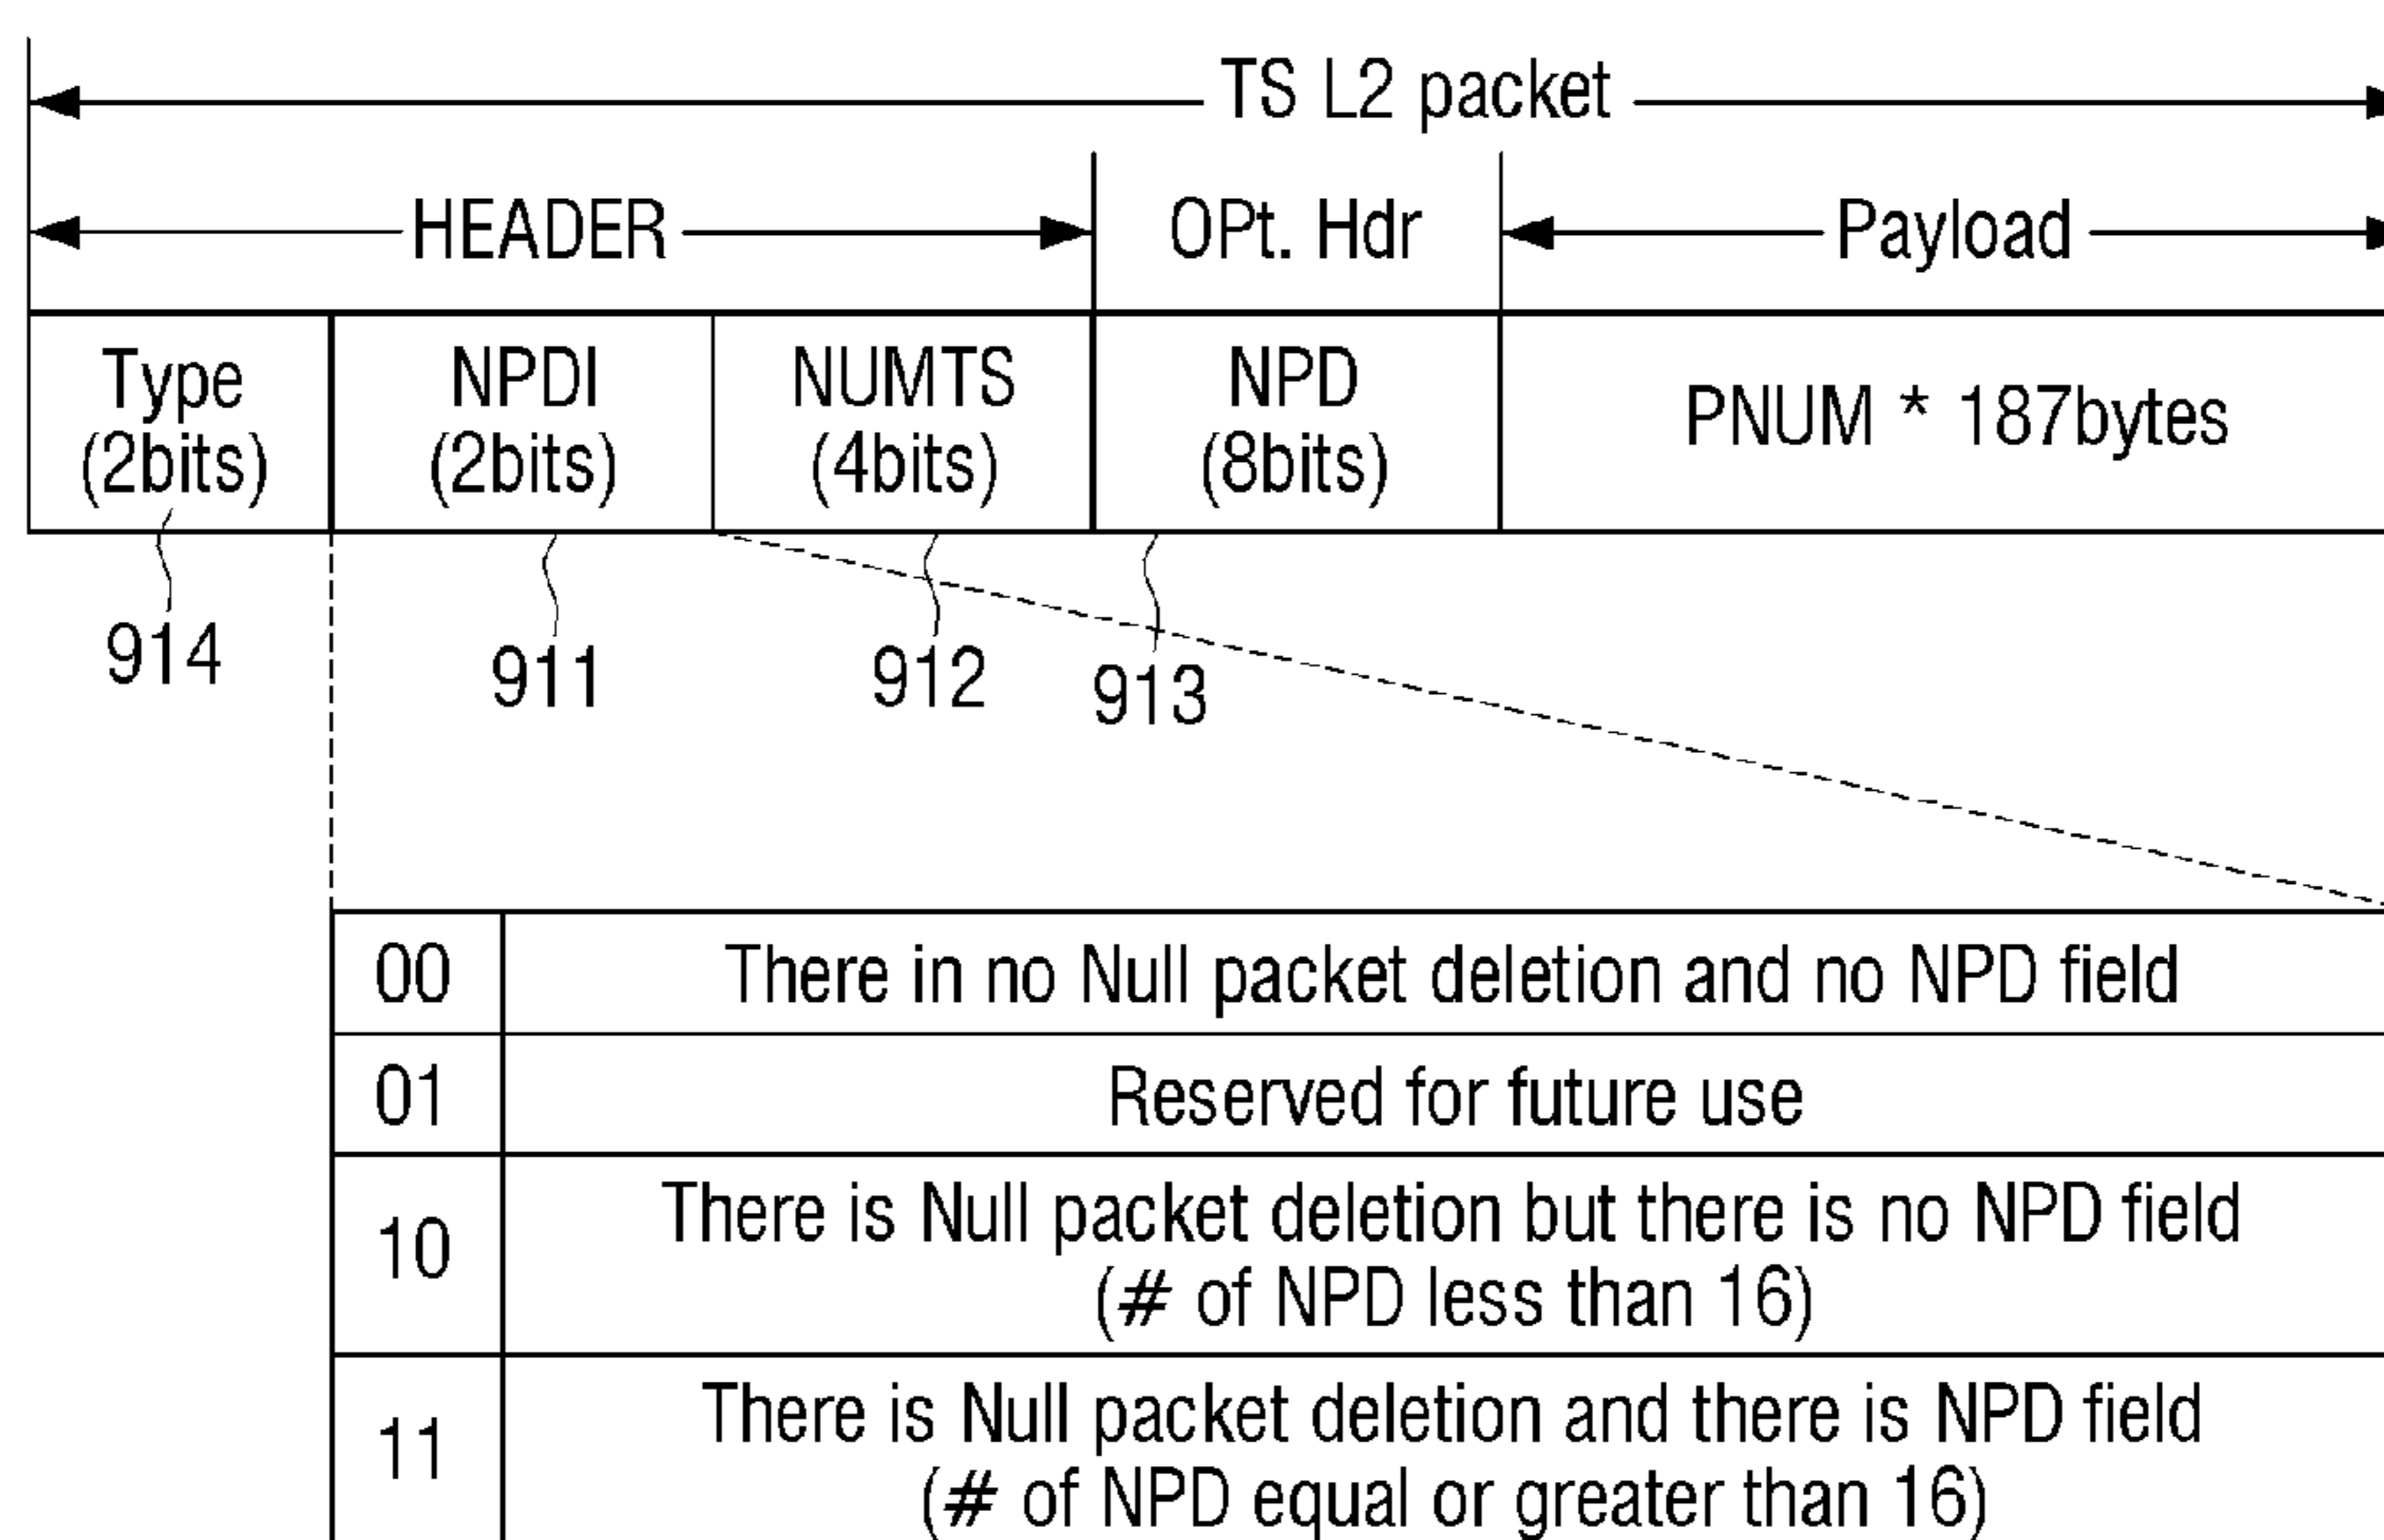 TS L2 packet
HEADER
OPt. Hdr
Payload
Type
(2bits)
NPDI
(2bits)
NUMTS
(4bits)
NPD
(8bits)
PNUM * 187bytes
914
911
912
913
00
There in no Null packet deletion and no NPD field
01
Reserved for future use
10
There is Null packet deletion but there is no NPD field
(# of NPD less than 16)
11
There is Null packet deletion and there is NPD field
(# of NPD equal or greater than 16)